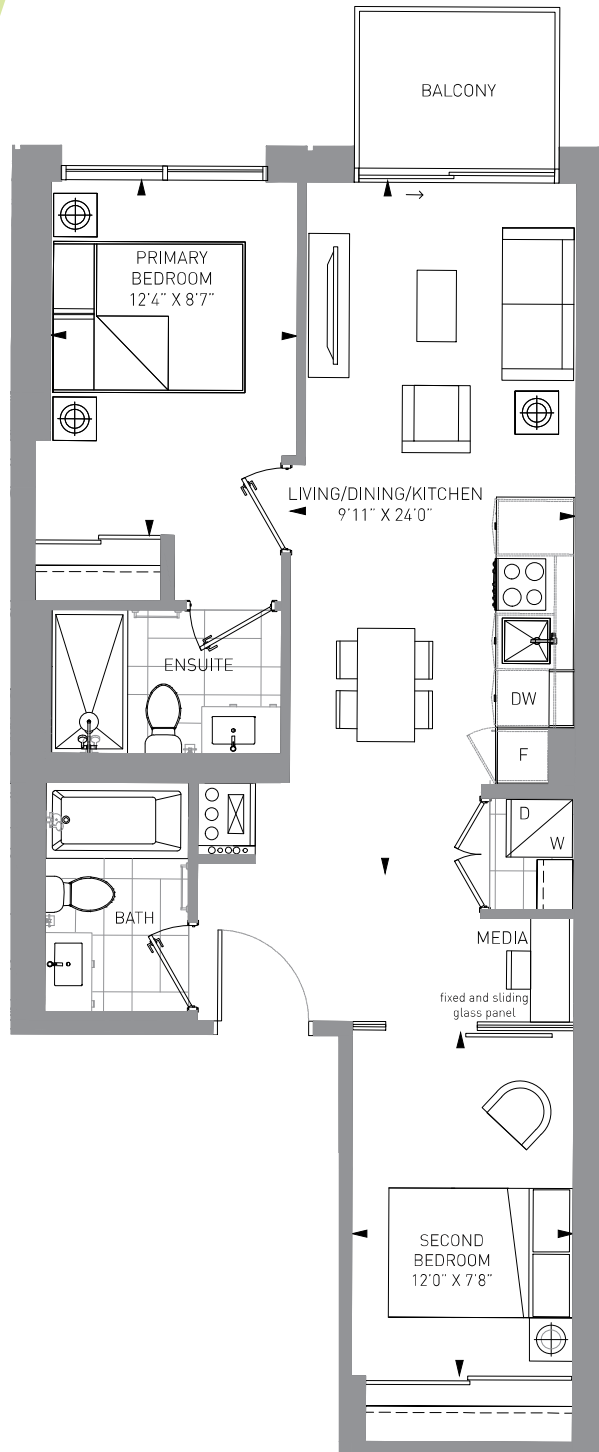 BALCONY
PRIMARY
BEDROOM
12'4" X 8'7"
LIVING/DINING/KITCHEN
9'11" X 24'0"
ENSUITE
DW
F
D
W
BATH
MEDIA
fixed and sliding
glass panel
SECOND
BEDROOM
12'0" X 7'8"